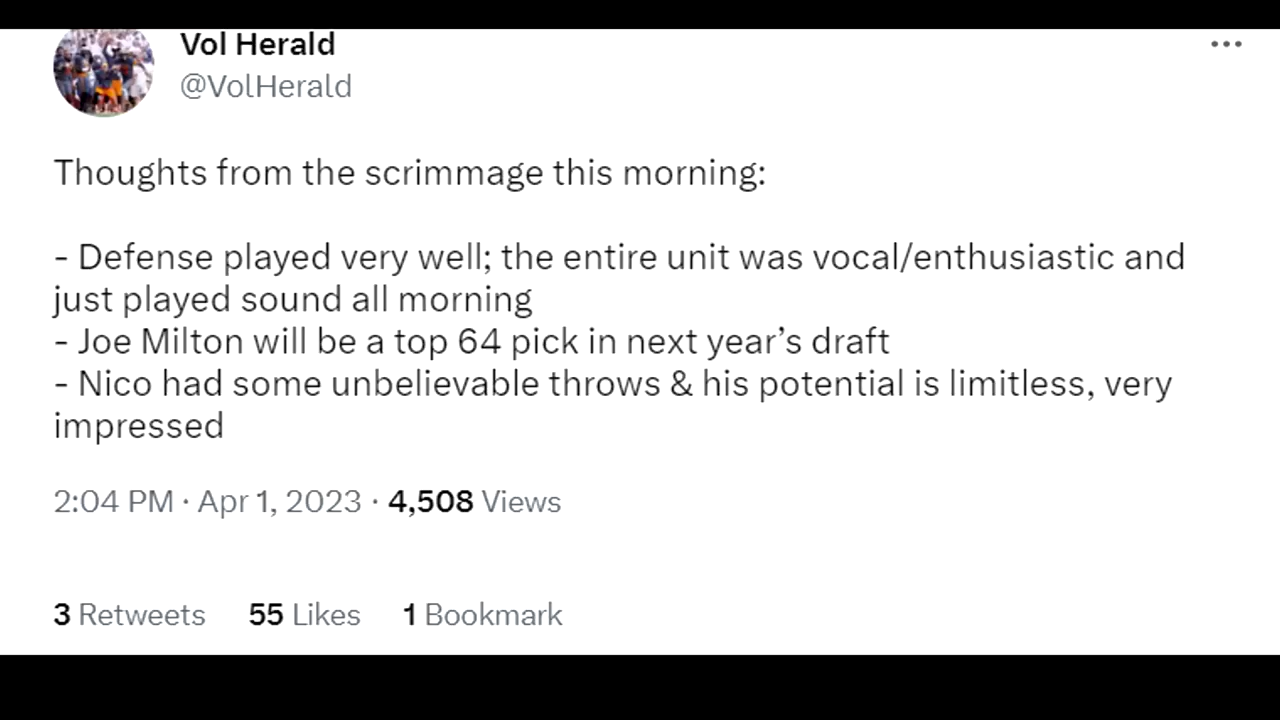 Vol Herald
@VolHerald
Thoughts from the scrimmage this morning:
- Defense played very well; the entire unit was vocal/enthusiastic and
just played sound all morning
- Joe Milton will be a top 64 pick in next year’s draft
- Nico had some unbelievable throws & his potential is limitless, very
impressed
2:04 PM · Apr 1, 2023 · 4,508 Views
3 Retweets 55 Likes 1 Bookmark